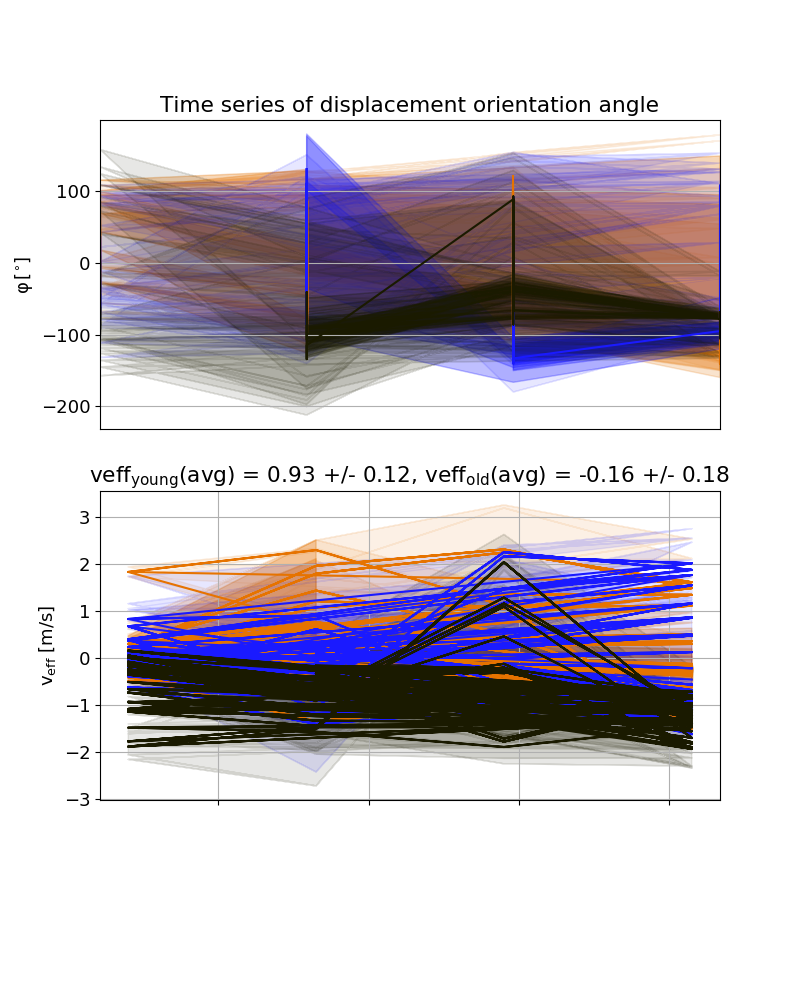 Time series of displacement orientation angle
100
0
−100
−200
φ [°]
veff_young(avg) = 0.93 +/- 0.12, veff_old(avg) = -0.16 +/- 0.18
3
2
1
0
−1
−2
−3
v_eff [m/s]